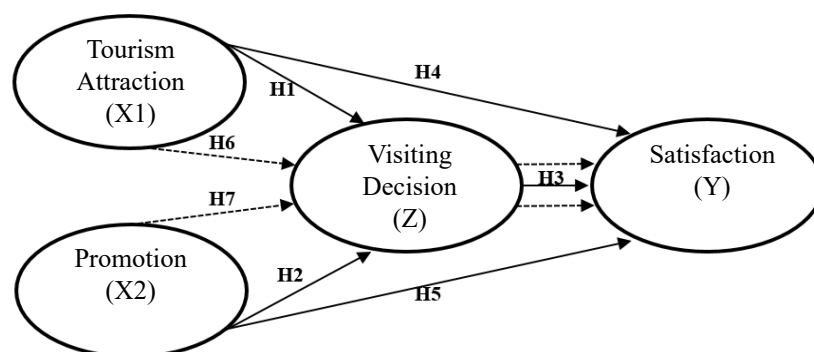 Tourism
Attraction
(X1)
H4
H1
H6
Visiting
Decision
(Z)
H3
Satisfaction
(Y)
H7
Promotion
(X2)
H2
H5